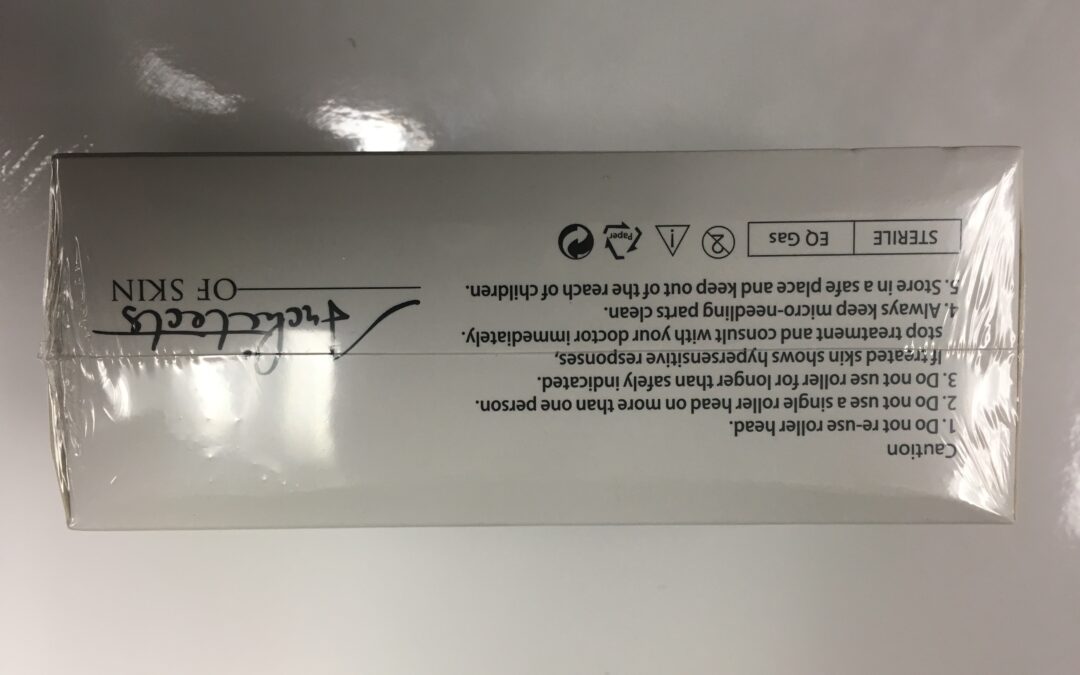 Caution
1. Do not re-use roller head.
2. Do not use a single roller head on more than one person.
3. Do not use roller for longer than safely indicated.
If treated skin shows hypersensitive responses,
stop treatment and consult with your doctor immediately.
4. Always keep micro-needling parts clean.
5. Store in a safe place and keep out of the reach of children.
STERILE EQ Gas
2
Paper
Architects
OF SKIN